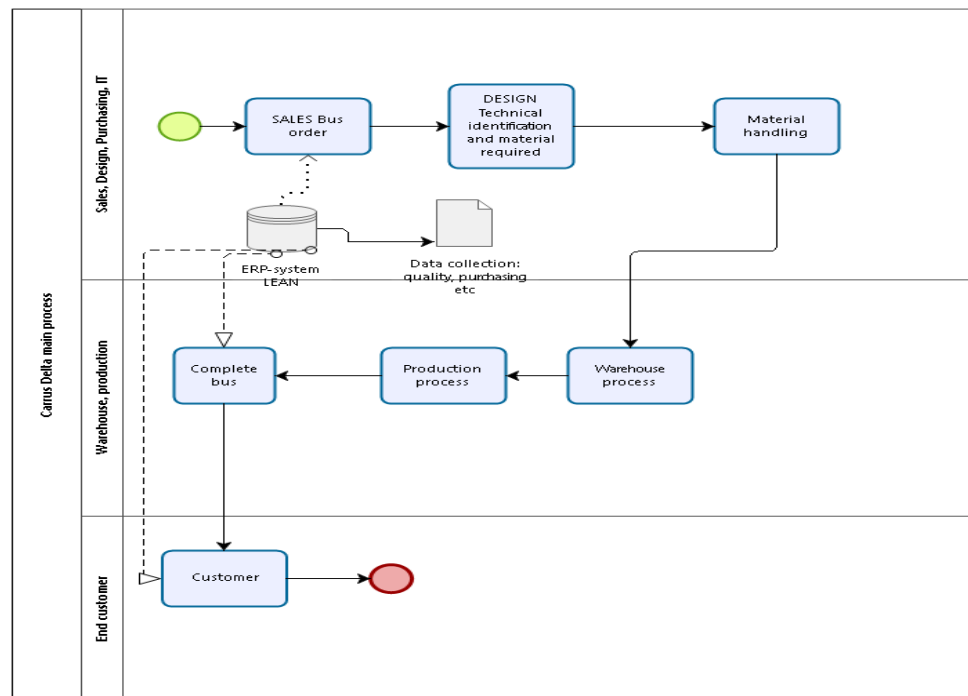 Carrus Delta main process
Sales, Design, Purchasing, IT
SALES Bus
order
DESIGN
Technical
identification
and material
required
Material
handling
ERP-system
LEAN
Data collection:
quality, purchasing
etc
Warehouse, production
Complete
bus
Production
process
Warehouse
process
End customer
Customer